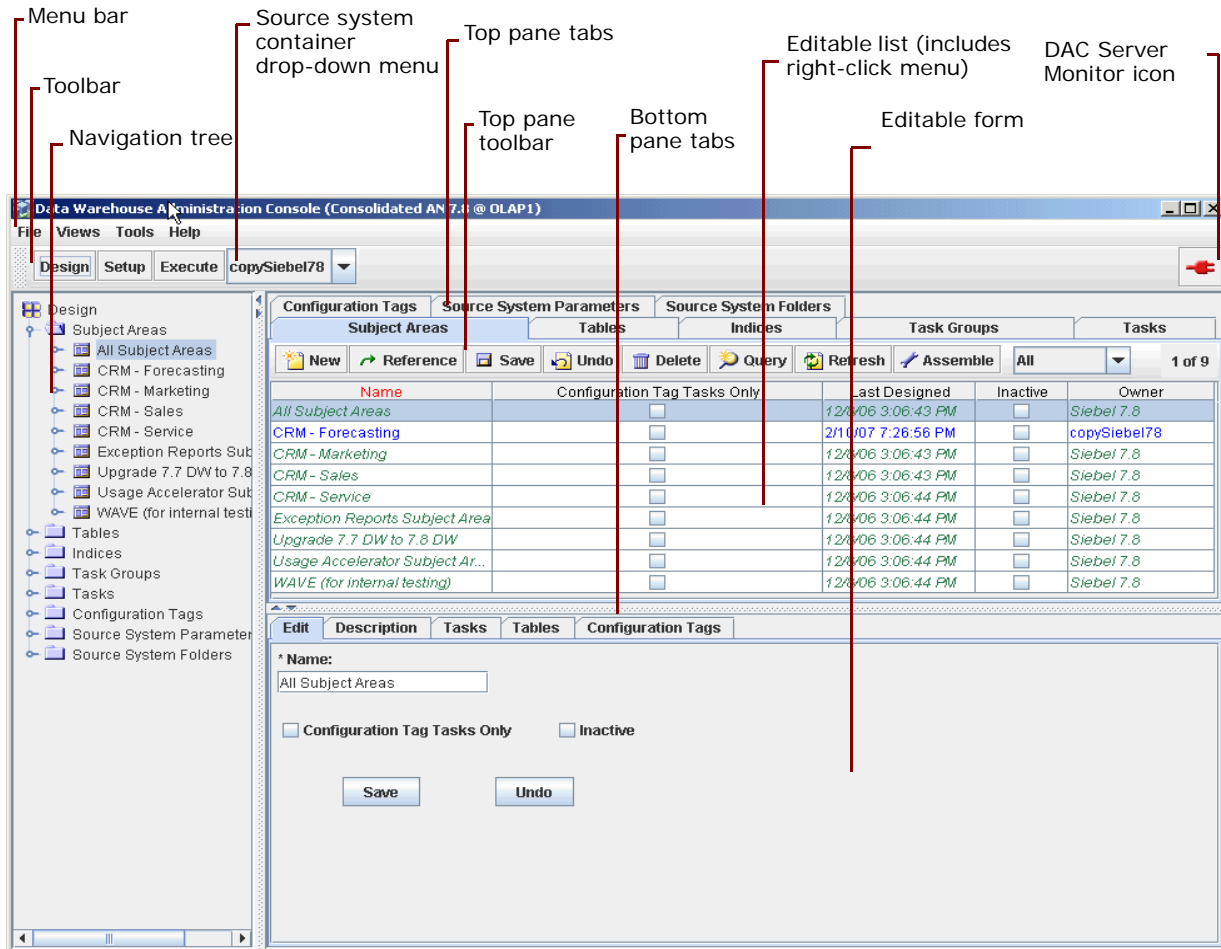 Menu bar
Source system
container
drop-down menu
Top pane tabs
Editable list (includes
right-click menu)
DAC Server
Monitor icon
Toolbar
Navigation tree
Top pane
toolbar
Bottom
pane tabs
Editable form
Data Warehouse Administration Console (Consolidated AN 7.8 @ OLAP1)
File Views Tools Help
Design Setup Execute copySiebel78
Design
Subject Areas
All Subject Areas
CRM - Forecasting
CRM - Marketing
CRM - Sales
CRM - Service
Exception Reports Sub
Upgrade 7.7 DW to 7.8
Usage Accelerator Sub
WAVE (for internal testi
Tables
Indices
Task Groups
Tasks
Configuration Tags
Source System Parameter
Source System Folders
Configuration Tags Source System Parameters Source System Folders
Subject Areas Tables Indices Task Groups Tasks
New Reference Save Undo Delete Query Refresh Assemble All 1 of 9
Name Configuration Tag Tasks Only Last Designed Inactive Owner
All Subject Areas 12/8/06 3:06:43 PM Siebel 7.8
CRM - Forecasting 2/10/07 7:26:56 PM copySiebel78
CRM - Marketing 12/8/06 3:06:43 PM Siebel 7.8
CRM - Sales 12/8/06 3:06:43 PM Siebel 7.8
CRM - Service 12/8/06 3:06:44 PM Siebel 7.8
Exception Reports Subject Area 12/8/06 3:06:44 PM Siebel 7.8
Upgrade 7.7 DW to 7.8 DW 12/8/06 3:06:44 PM Siebel 7.8
Usage Accelerator Subject Ar... 12/8/06 3:06:44 PM Siebel 7.8
WAVE (for internal testing) 12/8/06 3:06:44 PM Siebel 7.8
Edit Description Tasks Tables Configuration Tags
* Name:
All Subject Areas
Configuration Tag Tasks Only Inactive
Save Undo